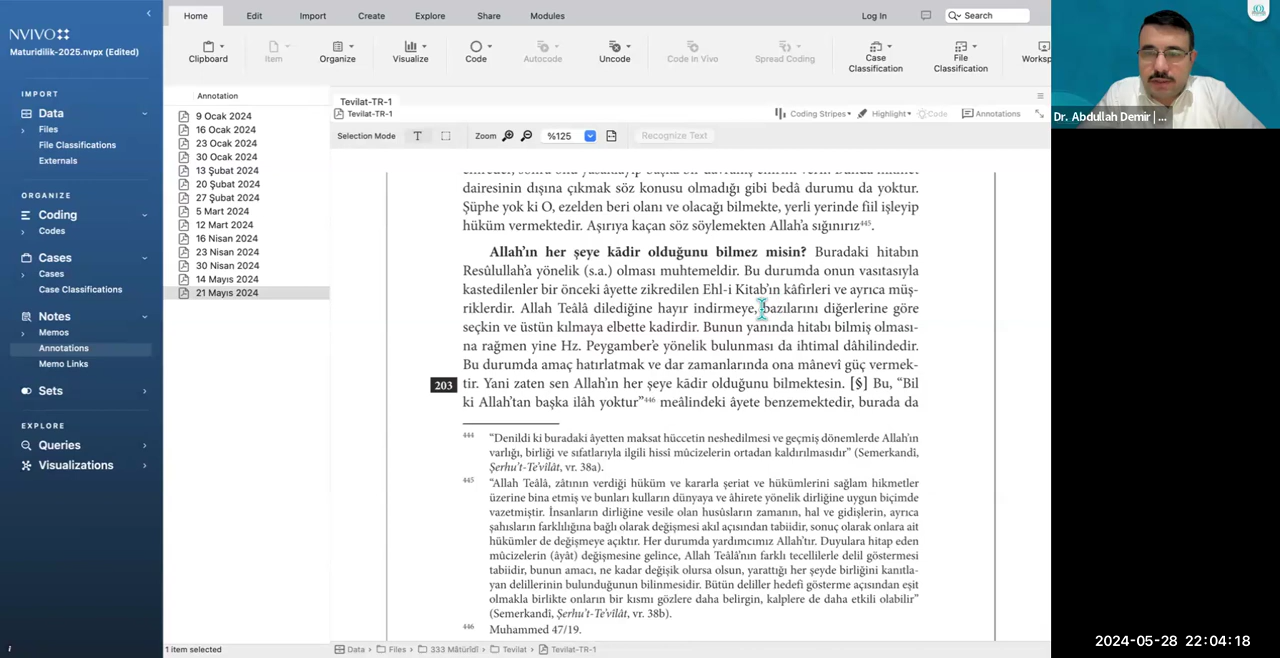 NVIVO
Maturidilik-2025.nvpx (Edited)
IMPORT
Data
Files
File Classifications
Externals
ORGANIZE
Coding
Codes
Cases
Cases
Case Classifications
Notes
Memos
Annotations
Memo Links
Sets
EXPLORE
Queries
Visualizations
Home Edit Import Create Explore Share Modules Log In Search
Clipboard Item Organize Visualize Code Autocode Uncode Code In Vivo Spread Coding Case Classification File Classification Worksp
Annotation
9 Ocak 2024
16 Ocak 2024
23 Ocak 2024
30 Ocak 2024
13 Şubat 2024
20 Şubat 2024
27 Şubat 2024
5 Mart 2024
12 Mart 2024
16 Nisan 2024
23 Nisan 2024
30 Nisan 2024
14 Mayıs 2024
21 Mayıs 2024
1 item selected
Tevilat-TR-1
Tevilat-TR-1 Coding Stripes Highlight Code Annotations
Selection Mode T Zoom %125 Recognize Text
dairesinin dışına çıkmak söz konusu olmadığı gibi bedâ durumu da yoktur.
Şüphe yok ki O, ezelden beri olanı ve olacağı bilmekte, yerli yerinde fiil işleyip
hüküm vermektedir. Aşırıya kaçan söz söylemekten Allah'a sığınırız⁴⁴⁵.
Allah'ın her şeye kādir olduğunu bilmez misin? Buradaki hitabın
Resûlullah'a yönelik (s.a.) olması muhtemeldir. Bu durumda onun vasıtasıyla
kastedilenler bir önceki âyette zikredilen Ehl-i Kitab'ın kâfirleri ve ayrıca müş-
riklerdir. Allah Teâlâ dilediğine hayır indirmeye, bazılarını diğerlerine göre
seçkin ve üstün kılmaya elbette kadirdir. Bunun yanında hitabı bilmiş olması-
na rağmen yine Hz. Peygamber'e yönelik bulunması da ihtimal dâhilindedir.
Bu durumda amaç hatırlatmak ve dar zamanlarında ona mânevî güç vermek-
203 tir. Yani zaten sen Allah'ın her şeye kādir olduğunu bilmektesin. [§] Bu, "Bil
ki Allah'tan başka ilâh yoktur"⁴⁴⁶ meâlindeki âyete benzemektedir, burada da
444 "Denildi ki buradaki âyetten maksat hüccetin neshedilmesi ve geçmiş dönemlerde Allah'ın
varlığı, birliği ve sıfatlarıyla ilgili hissî mûcizelerin ortadan kaldırılmasıdır" (Semerkandî,
Şerhu't-Te'vîlât, vr. 38a).
445 "Allah Teâlâ, zâtının verdiği hüküm ve kararla şeriat ve hükümlerini sağlam hikmetler
üzerine bina etmiş ve bunları kulların dünyaya ve âhirete yönelik dirliğine uygun biçimde
vazetmiştir. İnsanların dirliğine vesile olan husûsların zamanın, hal ve gidişlerin, ayrıca
şahısların farklılığına bağlı olarak değişmesi akıl açısından tabiidir, sonuç olarak onlara ait
hükümler de değişmeye açıktır. Her durumda yardımcımız Allah'tır. Duyulara hitap eden
mûcizelerin (âyât) değişmesine gelince, Allah Teâlâ'nın farklı tecellilerle delil göstermesi
tabiidir, bunun amacı, ne kadar değişik olursa olsun, yarattığı her şeyde birliğini kanıtla-
yan delillerinin bulunduğunun bilinmesidir. Bütün deliller hedefi gösterme açısından eşit
olmakla birlikte onların bir kısmı gözlere daha belirgin, kalplere de daha etkili olabilir"
(Semerkandî, Şerhu't-Te'vîlât, vr. 38b).
446 Muhammed 47/19.
Data Files 333 Mâtürîdî Tevilat Tevilat-TR-1
Dr. Abdullah Demir | ...
2024-05-28 22:04:18